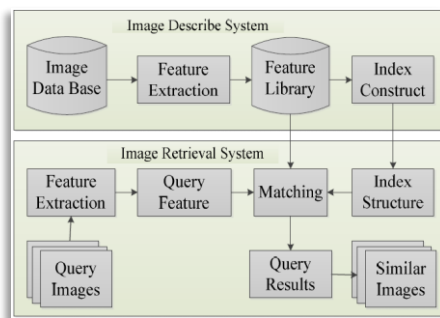 Image Describe System
Image
Data Base
Feature
Extraction
Feature
Library
Index
Construct
Image Retrieval System
Feature
Extraction
Query
Feature
Matching
Index
Structure
Query
Images
Query
Results
Similar
Images